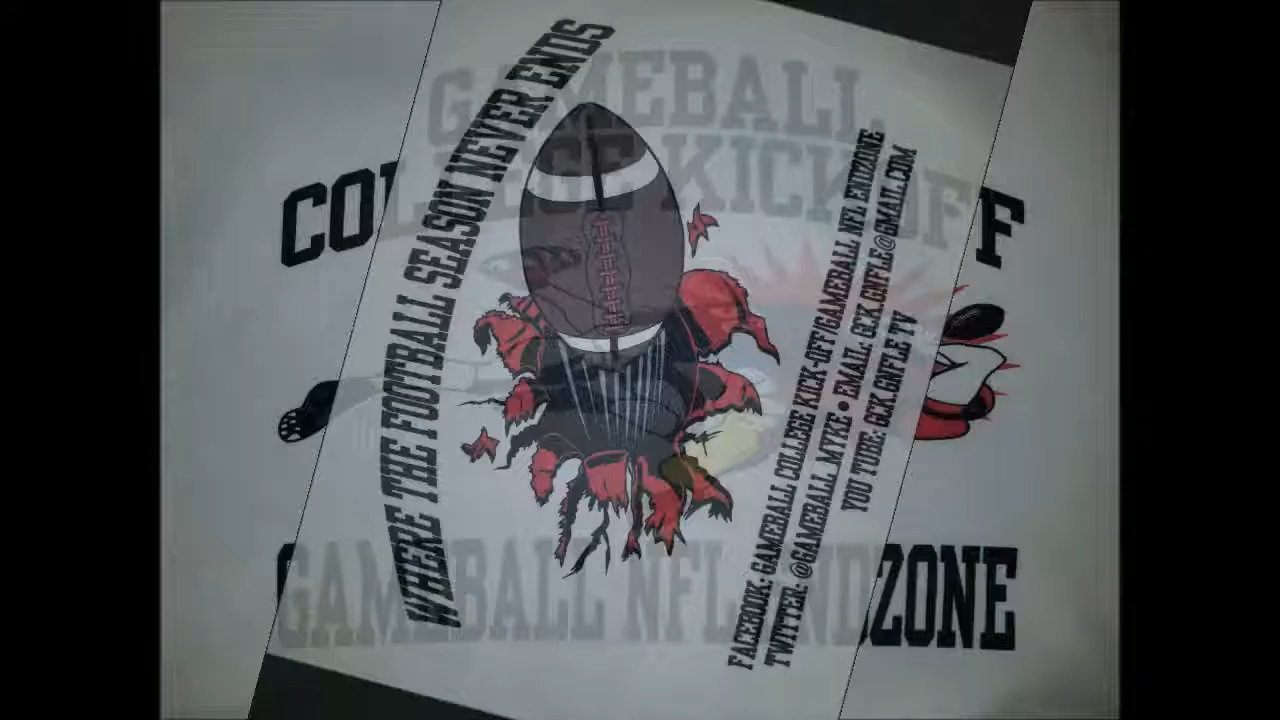 GAMEBALL
COLLEGE KICK-OFF
WHERE THE FOOTBALL SEASON NEVER ENDS
FACEBOOK: GAMEBALL COLLEGE KICK-OFF/GAMEBALL NFL ENDZONE
TWITTER: @GAMEBALL_MYKE • EMAIL: GCK.GNFLE@GMAIL.COM
YOU TUBE: GCK.GNFLE TV
GAMEBALL NFL ENDZONE